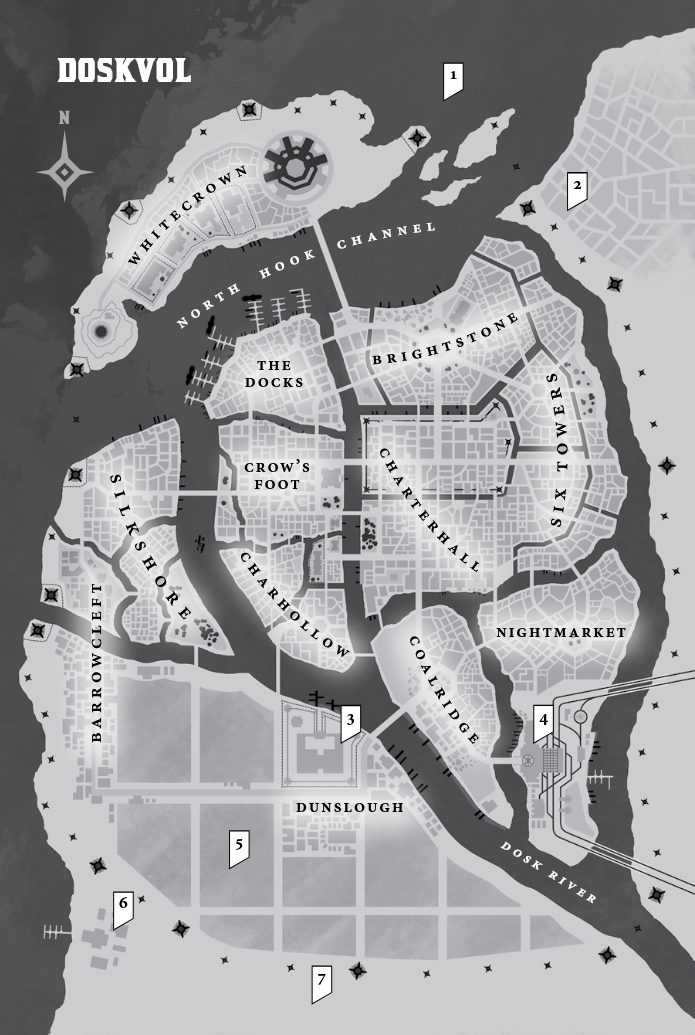 DOSKVOL
1
N
2
WHITECROWN
NORTH HOOK CHANNEL
BRIGHTSTONE
THE
DOCKS
SIX TOWERS
CROW'S
FOOT
CHARTERHALL
SILKSHORE
CHARHOLLOW
BARROWCLEFT
NIGHTMARKET
COALRIDGE
3
4
DUNSLOUGH
5
DOSK RIVER
6
7